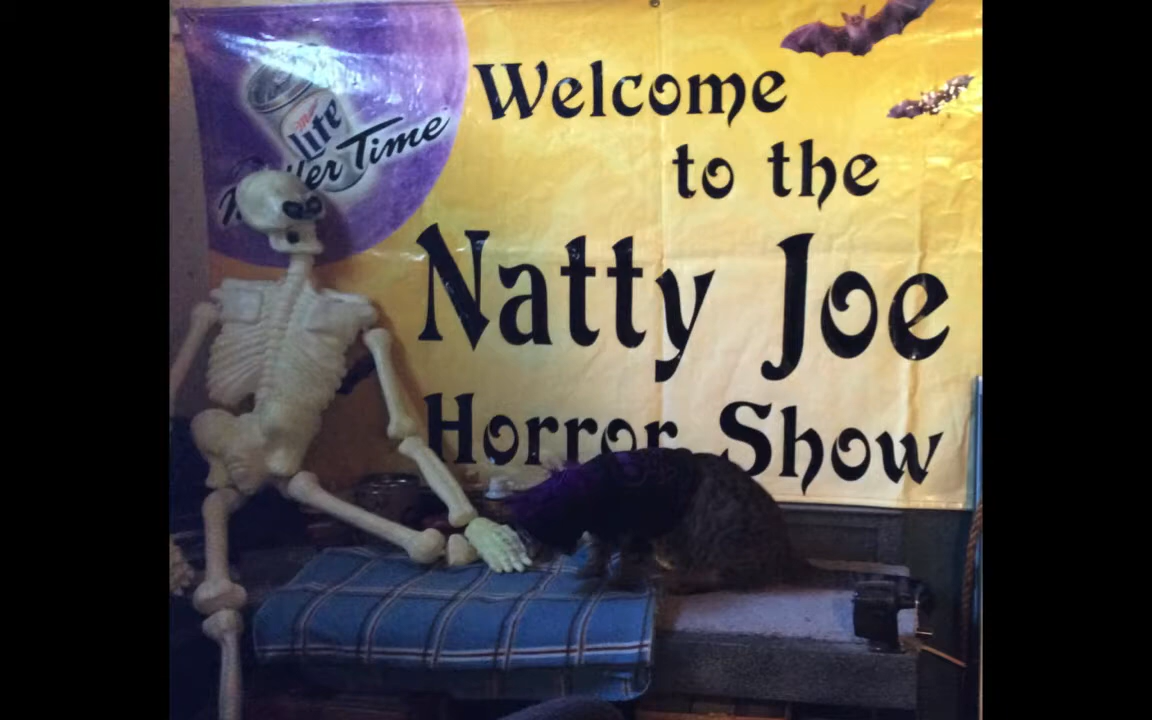 Lite
Time
Welcome
to the
Natty Joe
Horror Show